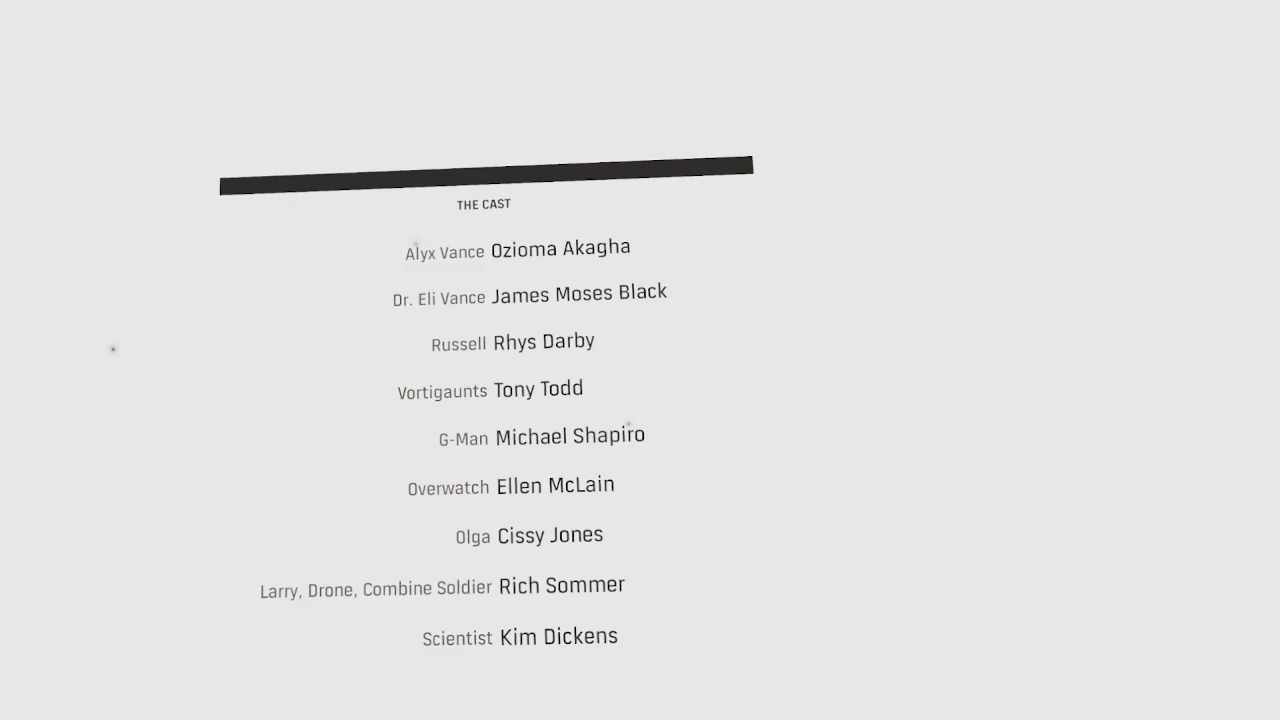 THE CAST
Alyx Vance Ozioma Akagha
Dr. Eli Vance James Moses Black
Russell Rhys Darby
Vortigaunts Tony Todd
G-Man Michael Shapiro
Overwatch Ellen McLain
Olga Cissy Jones
Larry, Drone, Combine Soldier Rich Sommer
Scientist Kim Dickens